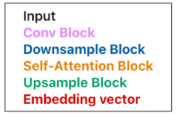 Input
Conv Block
Downsample Block
Self-Attention Block
Upsample Block
Embedding vector